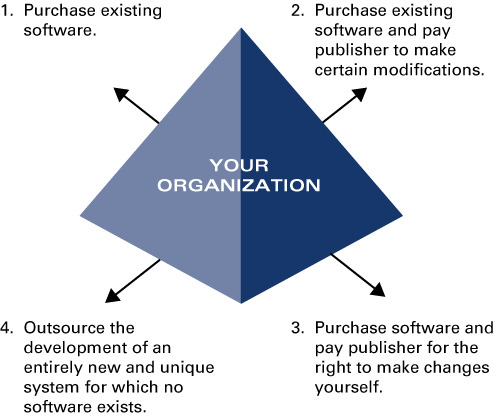 1. Purchase existing
software.
2. Purchase existing
software and pay
publisher to make
certain modifications.
YOUR
ORGANIZATION
4. Outsource the
development of an
entirely new and unique
system for which no
software exists.
3. Purchase software and
pay publisher for the
right to make changes
yourself.